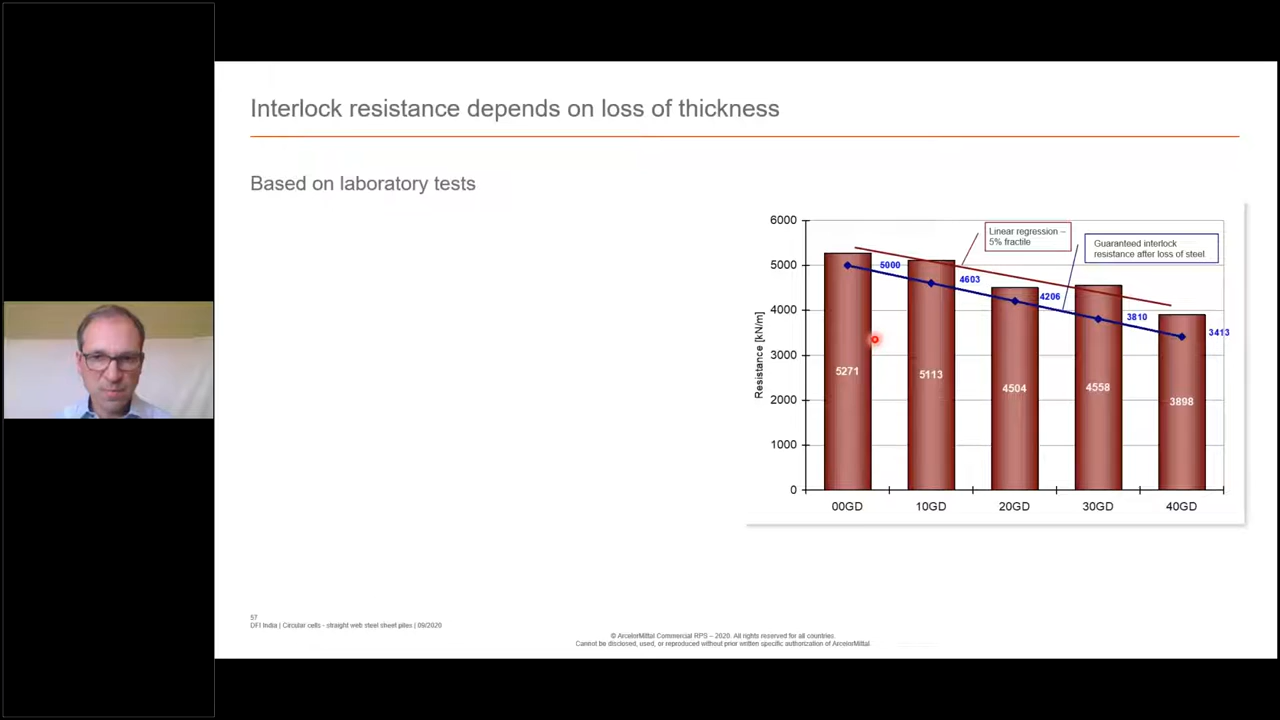 Interlock resistance depends on loss of thickness
Based on laboratory tests
6000
5000
4000
3000
2000
1000
0
Resistance [kN/m]
Linear regression –
5% fractile
Guaranteed interlock
resistance after loss of steel
5000
4603
4206
3810
3413
5271
5113
4504
4558
3898
00GD
10GD
20GD
30GD
40GD
57
DFI India | Circular cells - straight web steel sheet piles | 09/2020
© ArcelorMittal Commercial RPS – 2020. All rights reserved for all countries.
Cannot be disclosed, used, or reproduced without prior written specific authorization of ArcelorMittal